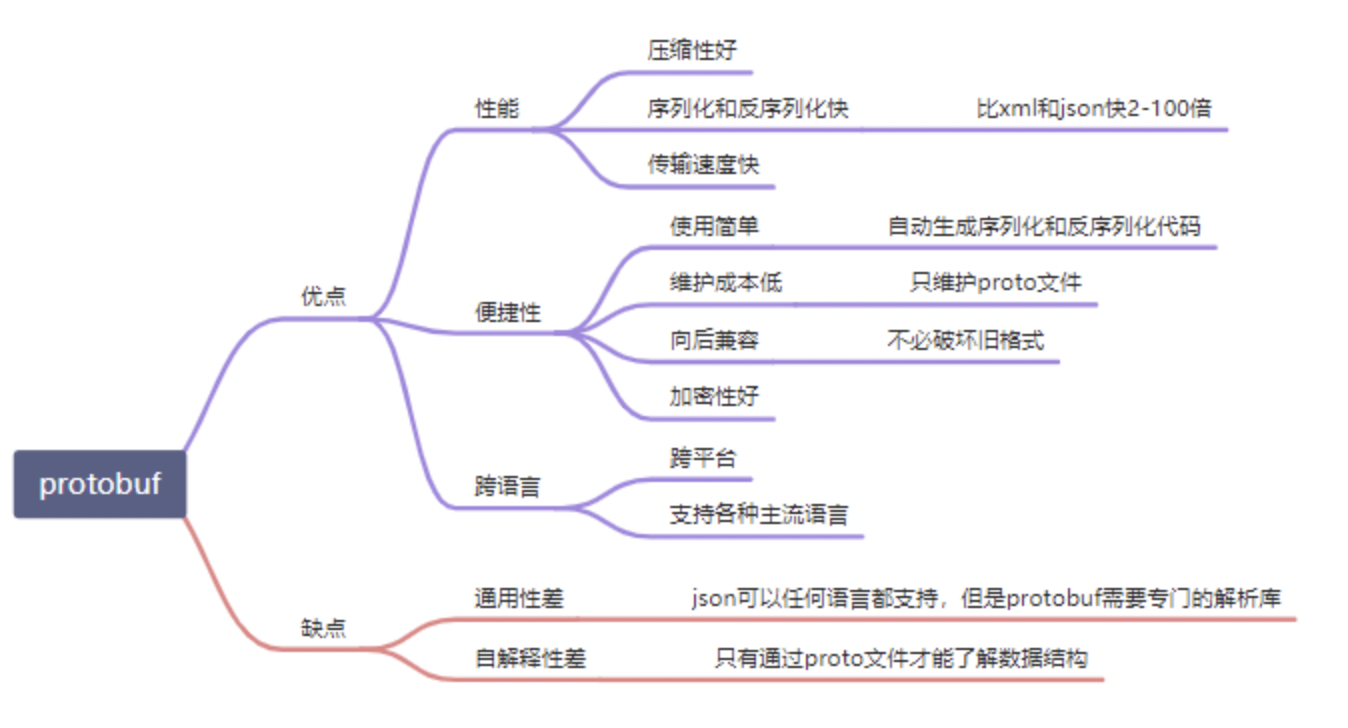 压缩性好
性能
序列化和反序列化快
比xml和json快2-100倍
传输速度快
使用简单
自动生成序列化和反序列化代码
维护成本低
只维护proto文件
优点
便捷性
向后兼容
不必破坏旧格式
加密性好
跨平台
跨语言
支持各种主流语言
protobuf
通用性差
json可以任何语言都支持，但是protobuf需要专门的解析库
缺点
自解释性差
只有通过proto文件才能了解数据结构